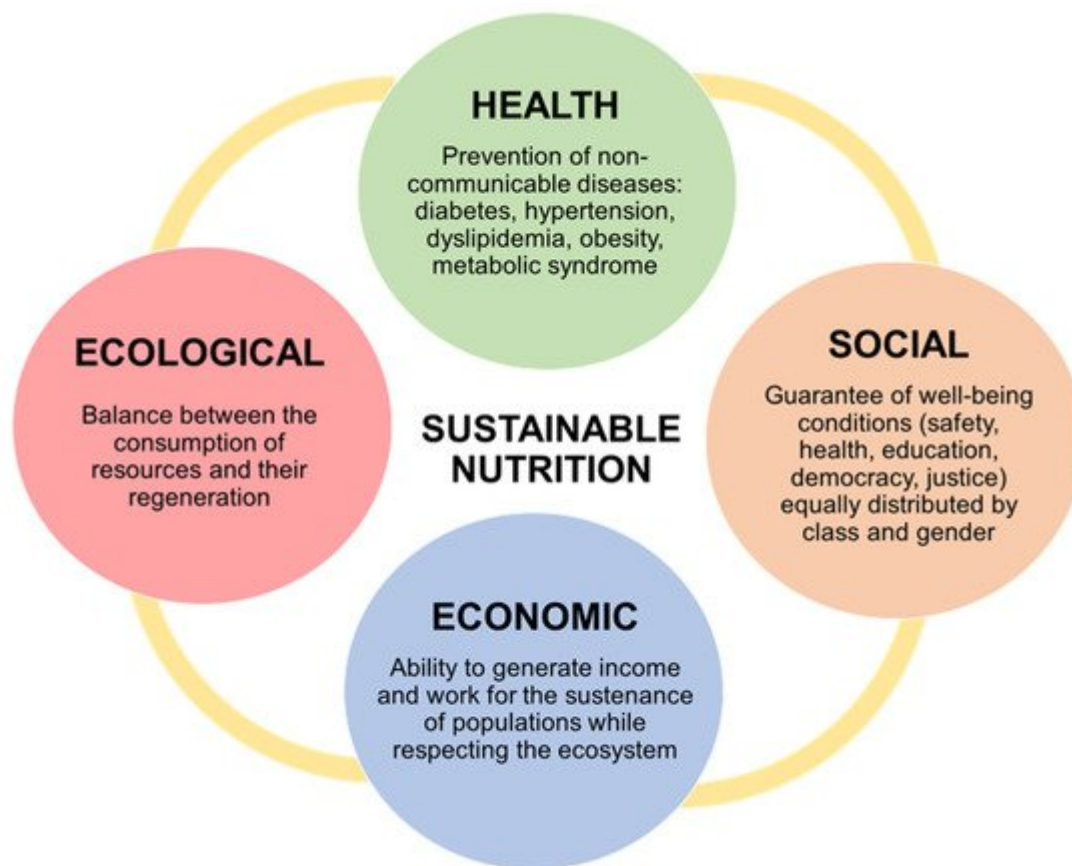 HEALTH
Prevention of non-
communicable diseases:
diabetes, hypertension,
dyslipidemia, obesity,
metabolic syndrome
ECOLOGICAL
Balance between the
consumption of
resources and their
regeneration
SUSTAINABLE
NUTRITION
SOCIAL
Guarantee of well-being
conditions (safety,
health, education,
democracy, justice)
equally distributed by
class and gender
ECONOMIC
Ability to generate income
and work for the sustenance
of populations while
respecting the ecosystem